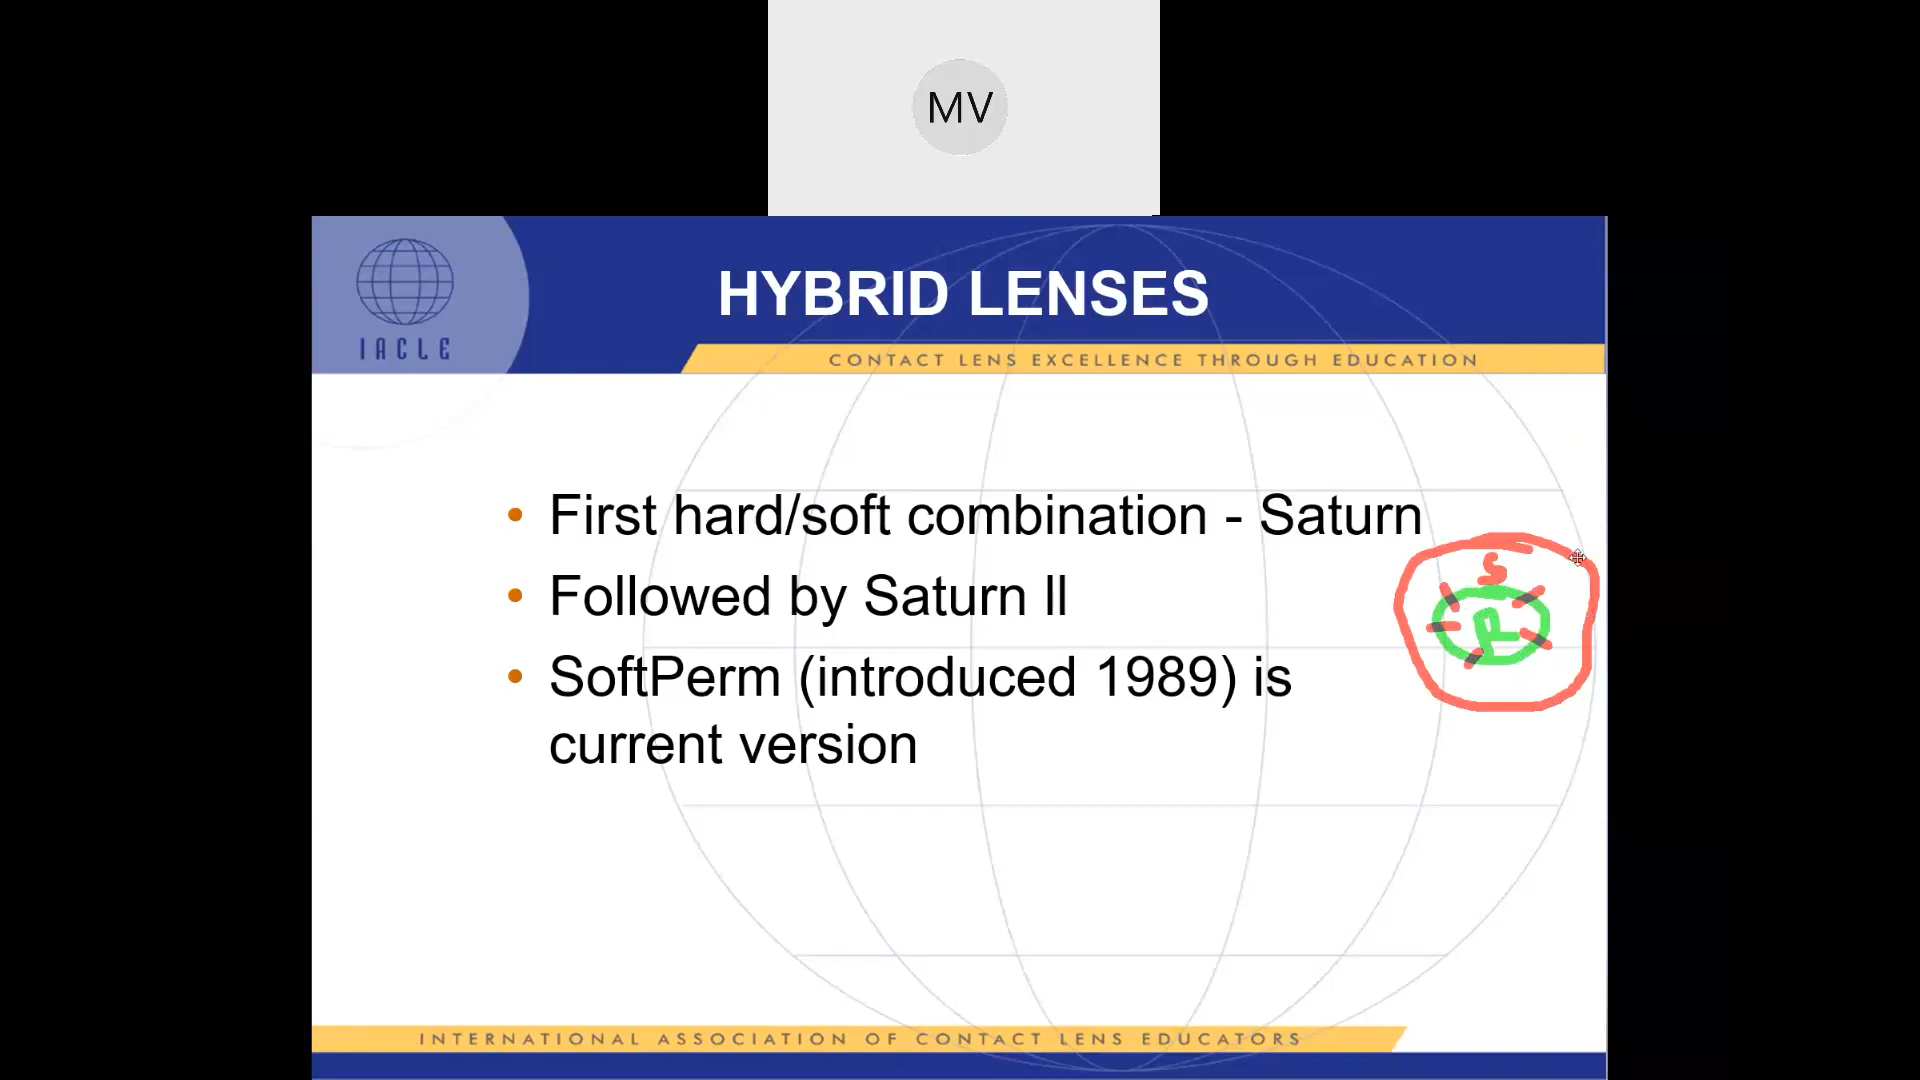 MV
HYBRID LENSES
IACLE
CONTACT LENS EXCELLENCE THROUGH EDUCATION
• First hard/soft combination - Saturn
• Followed by Saturn ll
• SoftPerm (introduced 1989) is
current version
S
R
INTERNATIONAL ASSOCIATION OF CONTACT LENS EDUCATORS